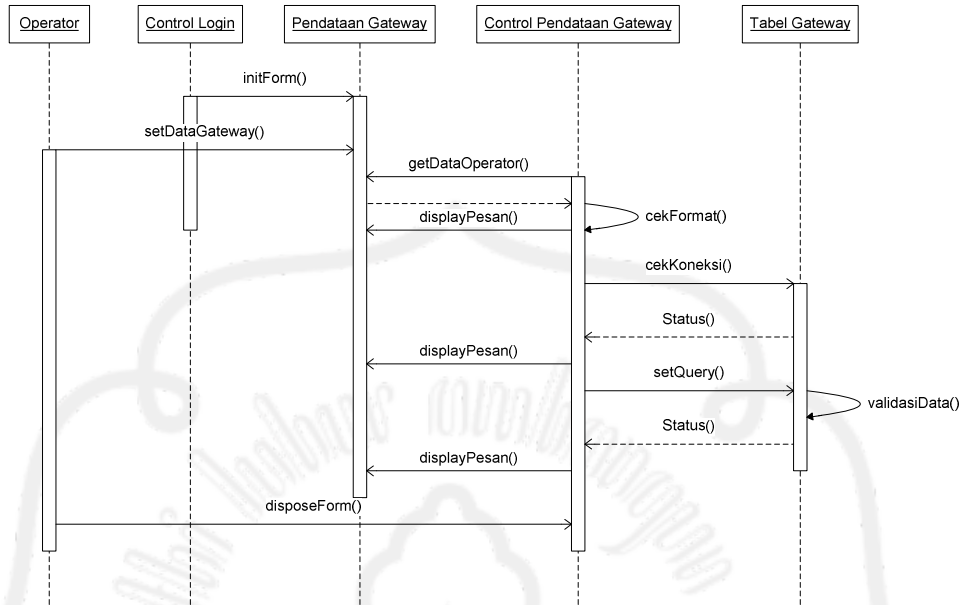 Operator
Control Login
Pendataan Gateway
Control Pendataan Gateway
Tabel Gateway
initForm()
setDataGateway()
getDataOperator()
displayPesan()
cekFormat()
cekKoneksi()
Status()
displayPesan()
setQuery()
validasiData()
Status()
displayPesan()
disposeForm()